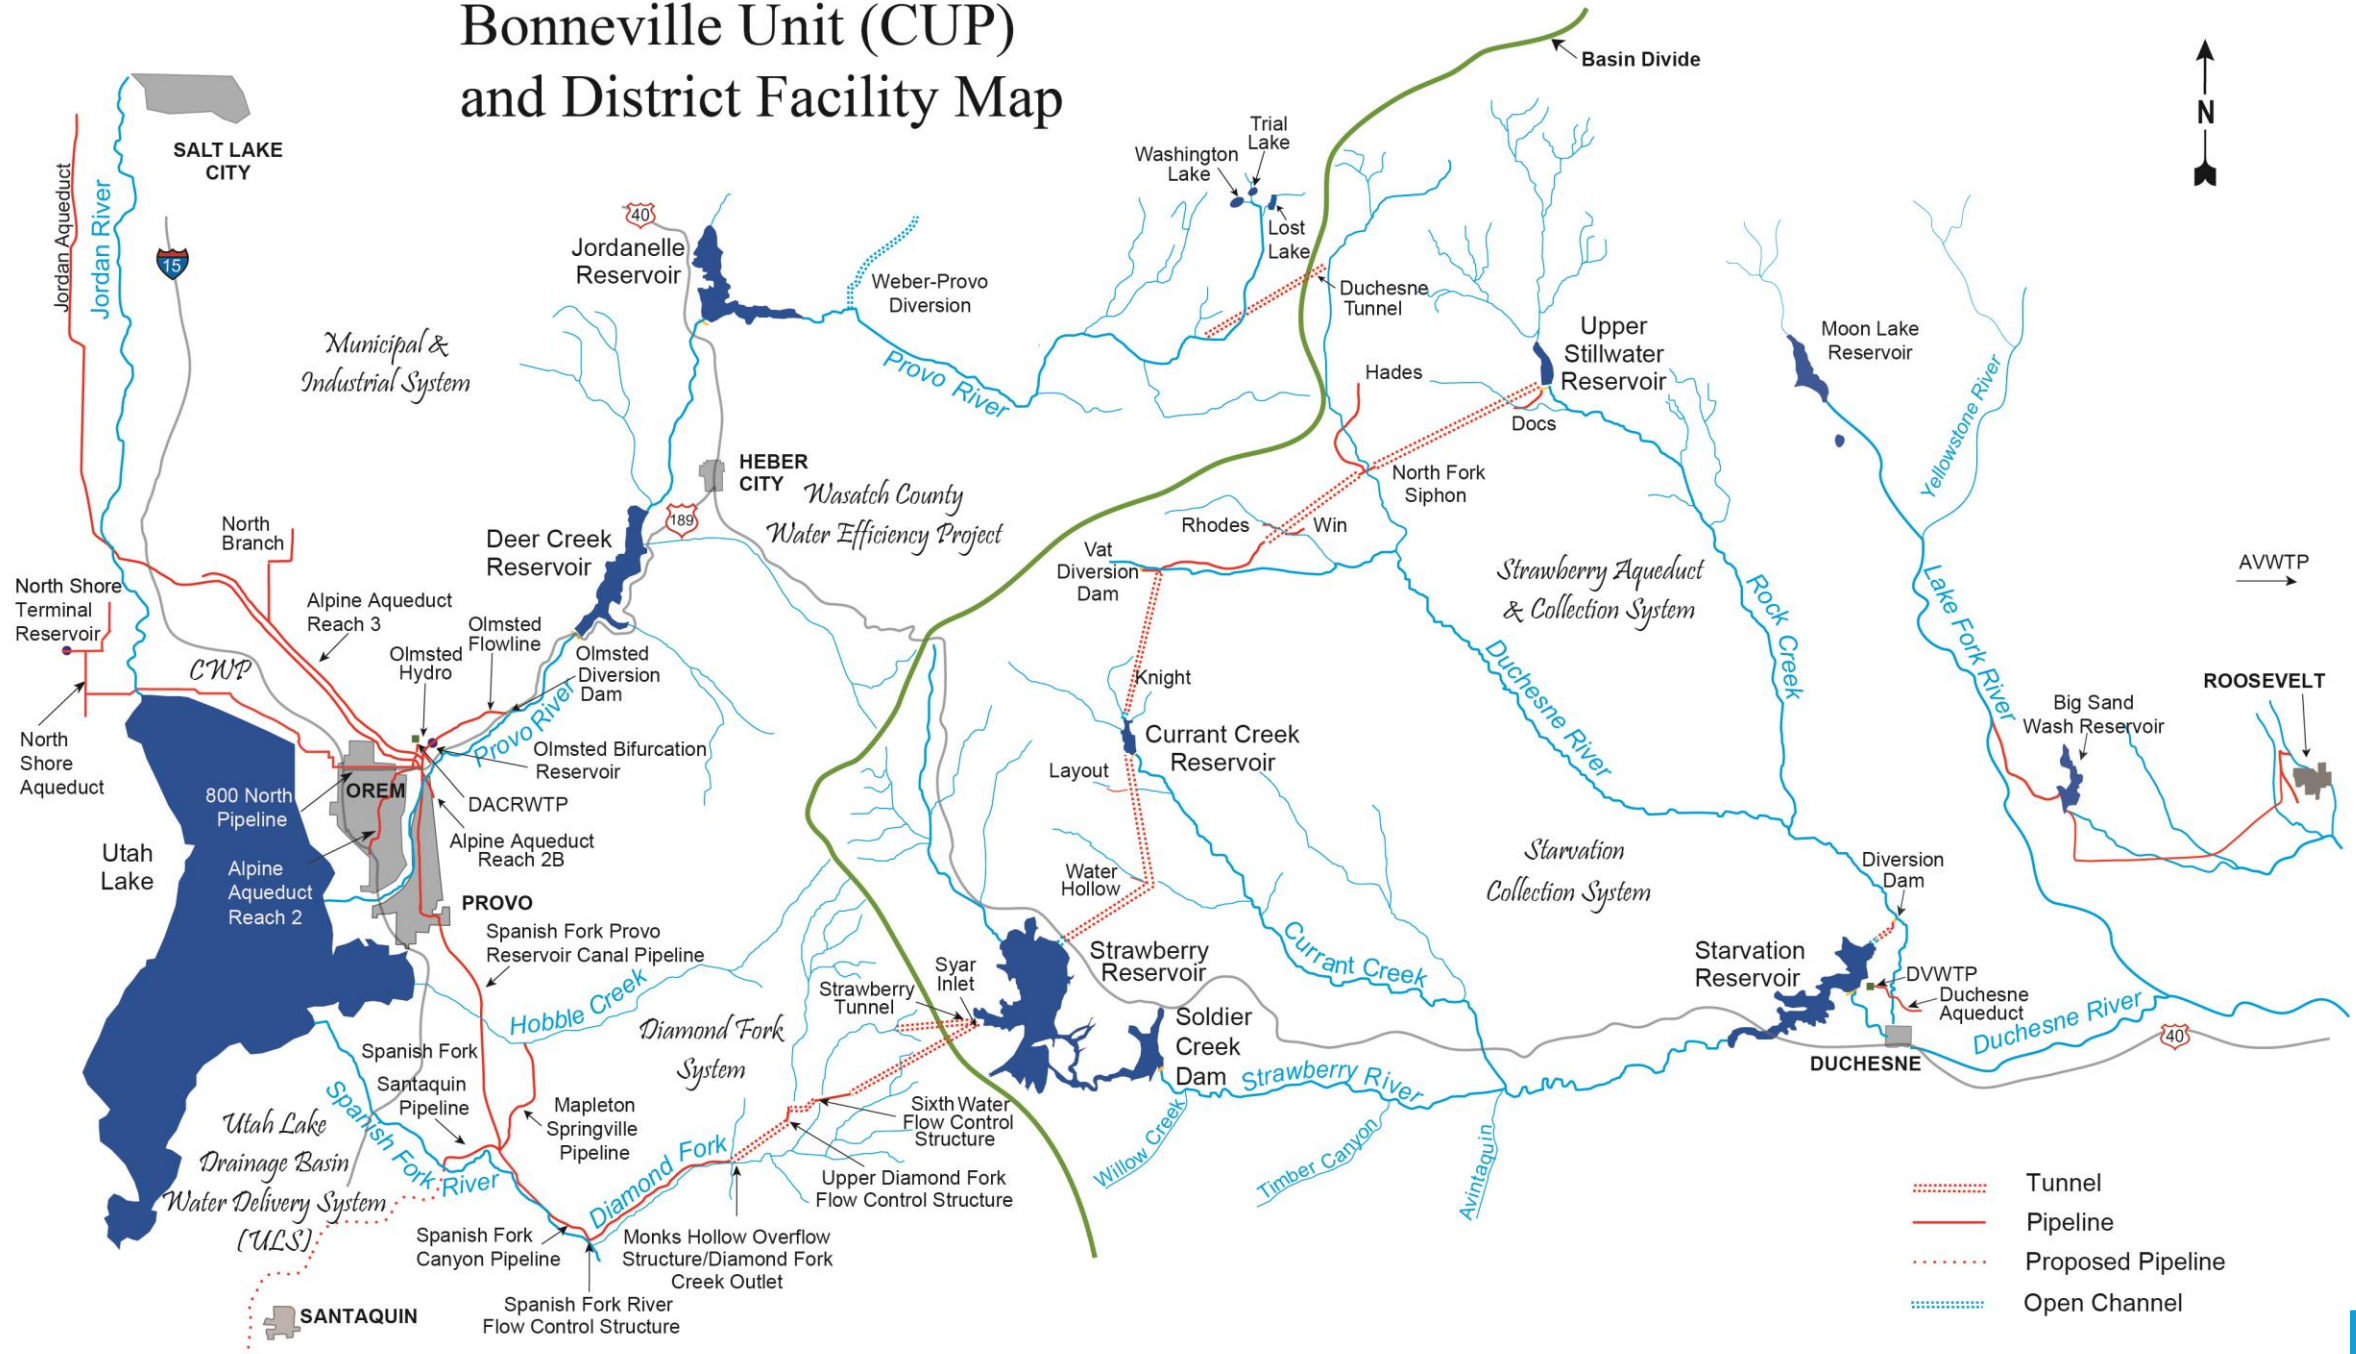 Bonneville Unit (CUP)
and District Facility Map
Basin Divide
N
SALT LAKE
CITY
Jordan Aqueduct
Jordan River
15
40
Jordanelle
Reservoir
Weber-Provo
Diversion
Washington
Lake
Trial
Lake
Lost
Lake
Duchesne
Tunnel
Provo River
Municipal &
Industrial System
Upper
Stillwater
Reservoir
Hades
Docs
Moon Lake
Reservoir
Yellowstone River
North Fork
Siphon
Rhodes
Win
HEBER
CITY
189
Wasatch County
Water Efficiency Project
Vat
Diversion
Dam
Strawberry Aqueduct
& Collection System
Rock Creek
Lake Fork River
AVWTP
North
Branch
Deer Creek
Reservoir
North Shore
Terminal
Reservoir
Alpine Aqueduct
Reach 3
Olmsted
Flowline
Olmsted
Hydro
Olmsted
Diversion
Dam
Provo River
CWP
North
Shore
Aqueduct
Olmsted Bifurcation
Reservoir
DACRWTP
Alpine Aqueduct
Reach 2B
800 North
Pipeline
OREM
Alpine
Aqueduct
Reach 2
Utah
Lake
PROVO
Knight
Currant Creek
Reservoir
Layout
Water
Hollow
Duchesne River
Big Sand
Wash Reservoir
ROOSEVELT
Starvation
Collection System
Diversion
Dam
Spanish Fork Provo
Reservoir Canal Pipeline
Hobble Creek
Syar
Inlet
Strawberry
Tunnel
Strawberry
Reservoir
Currant Creek
Starvation
Reservoir
DVWTP
Duchesne
Aqueduct
Duchesne River
40
DUCHESNE
Diamond Fork
System
Soldier
Creek
Dam
Strawberry River
Willow Creek
Timber Canyon
Avintaquin
Spanish Fork
Santaquin
Pipeline
Spanish Fork River
Mapleton
Springville
Pipeline
Sixth Water
Flow Control
Structure
Upper Diamond Fork
Flow Control Structure
Diamond Fork
Utah Lake
Drainage Basin
Water Delivery System
(ULS)
Spanish Fork
Canyon Pipeline
Monks Hollow Overflow
Structure/Diamond Fork
Creek Outlet
Spanish Fork River
Flow Control Structure
SANTAQUIN
Tunnel
Pipeline
Proposed Pipeline
Open Channel